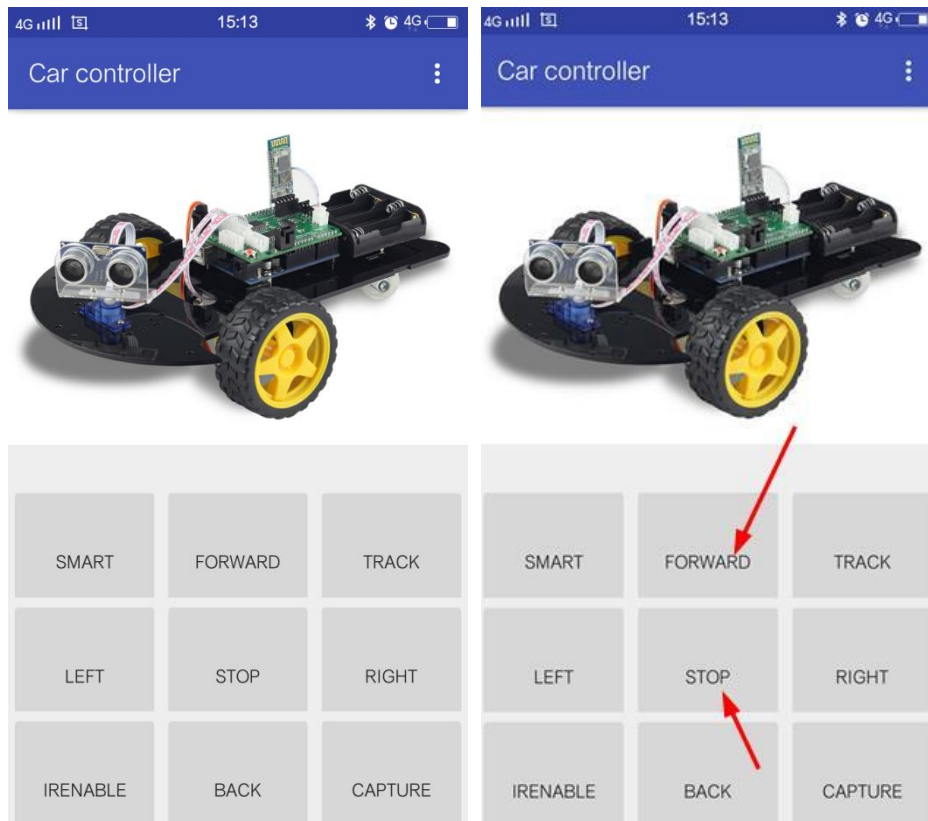 4G 15:13 4G
Car controller
SMART FORWARD TRACK
LEFT STOP RIGHT
IRENABLE BACK CAPTURE
4G 15:13 4G
Car controller
SMART FORWARD TRACK
LEFT STOP RIGHT
IRENABLE BACK CAPTURE